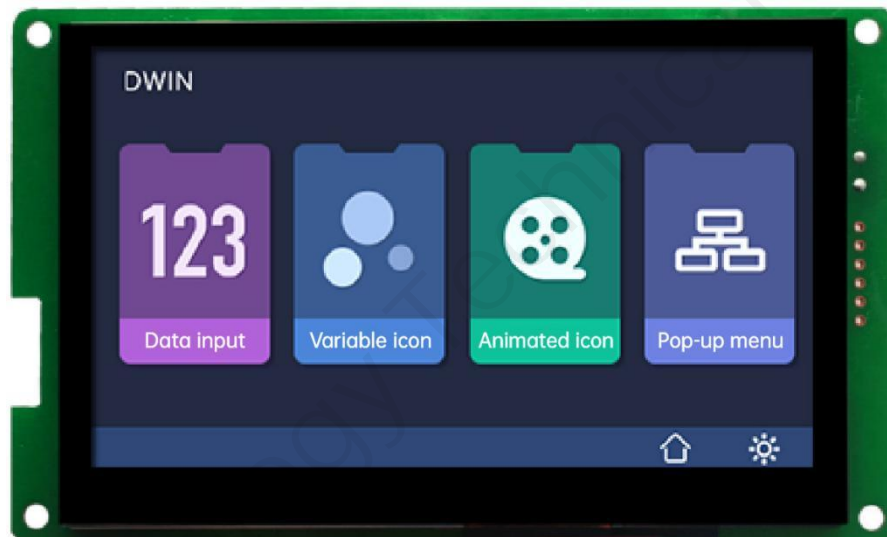 DWIN
123
Data input
Variable icon
Animated icon
Pop-up menu